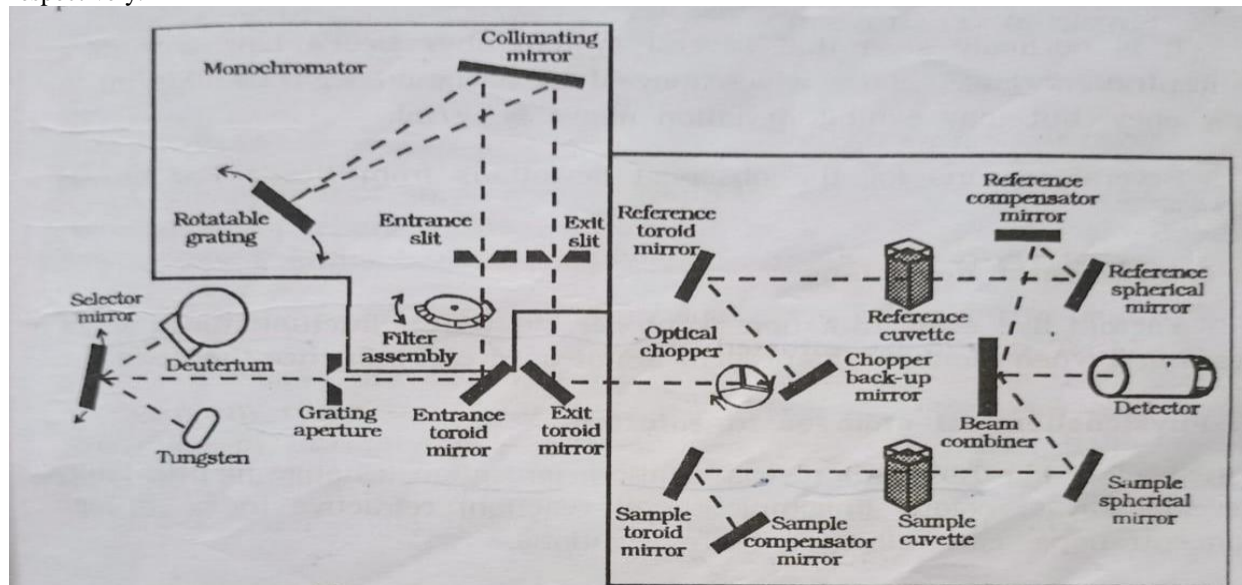 Collimating
mirror
Monochromator
Rotatable
grating
Entrance
slit
Exit
slit
Selector
mirror
Deuterium
Tungsten
Filter
assembly
Grating
aperture
Entrance
toroid
mirror
Exit
toroid
mirror
Reference
toroid
mirror
Optical
chopper
Reference
cuvette
Chopper
back-up
mirror
Reference
compensator
mirror
Reference
spherical
mirror
Beam
combiner
Detector
Sample
toroid
mirror
Sample
compensator
mirror
Sample
cuvette
Sample
spherical
mirror